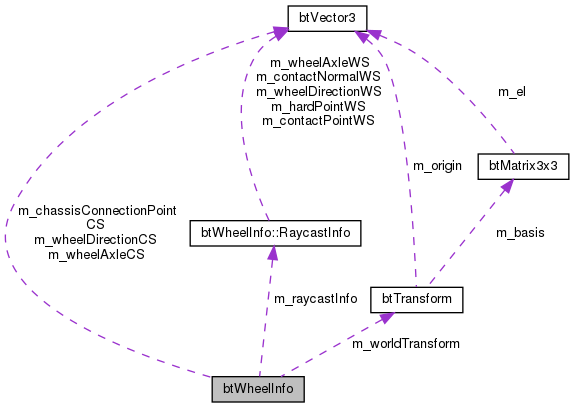 btVector3
m_wheelAxleWS
m_contactNormalWS
m_wheelDirectionWS
m_hardPointWS
m_contactPointWS
m_el
m_origin
btMatrix3x3
m_chassisConnectionPoint
CS
m_wheelDirectionCS
m_wheelAxleCS
btWheelInfo::RaycastInfo
m_basis
m_raycastInfo
btTransform
m_worldTransform
btWheelInfo